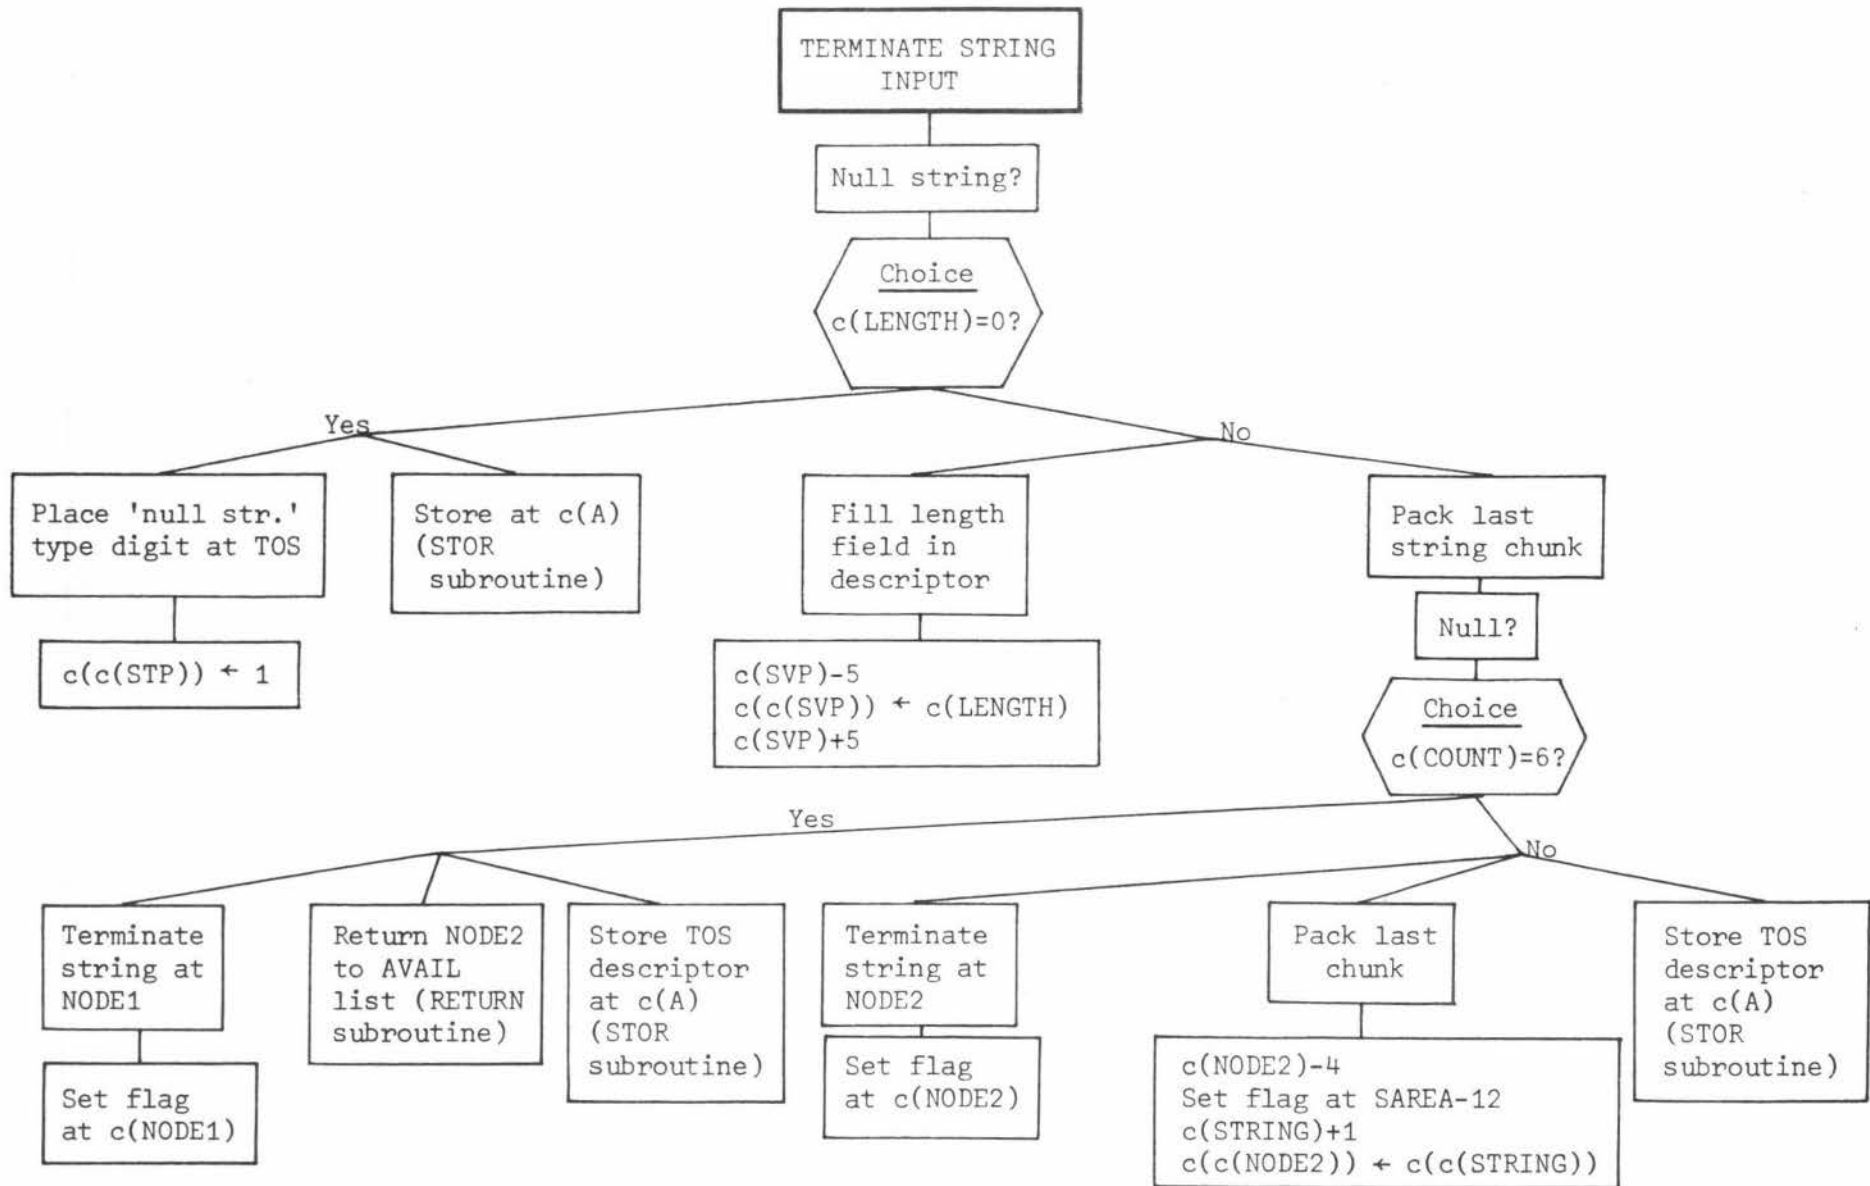 TERMINATE STRING
INPUT
Null string?
Choice
c(LENGTH)=0?
Yes
No
Place 'null str.'
type digit at TOS
c(c(STP)) ← 1
Store at c(A)
(STOR
subroutine)
Fill length
field in
descriptor
c(SVP)-5
c(c(SVP)) ← c(LENGTH)
c(SVP)+5
Pack last
string chunk
Null?
Choice
c(COUNT)=6?
Yes
No
Terminate
string at
NODE1
Set flag
at c(NODE1)
Return NODE2
to AVAIL
list (RETURN
subroutine)
Store TOS
descriptor
at c(A)
(STOR
subroutine)
Terminate
string at
NODE2
Set flag
at c(NODE2)
Pack last
chunk
c(NODE2)-4
Set flag at SAREA-12
c(STRING)+1
c(c(NODE2)) ← c(c(STRING))
Store TOS
descriptor
at c(A)
(STOR
subroutine)